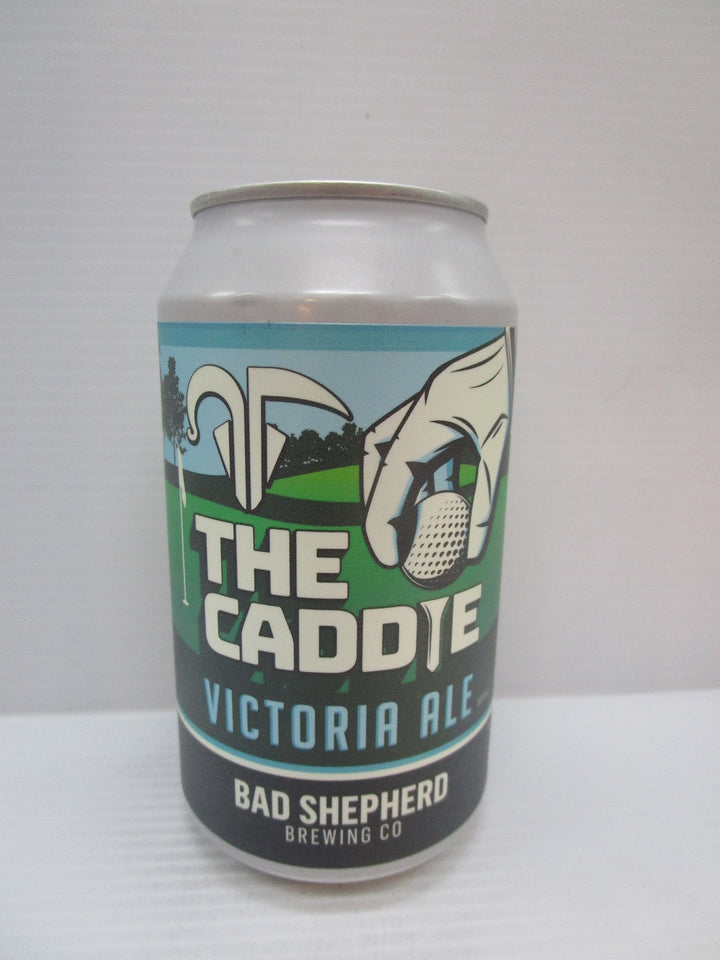 THE
CADDIE
VICTORIA ALE
BAD SHEPHERD
BREWING CO